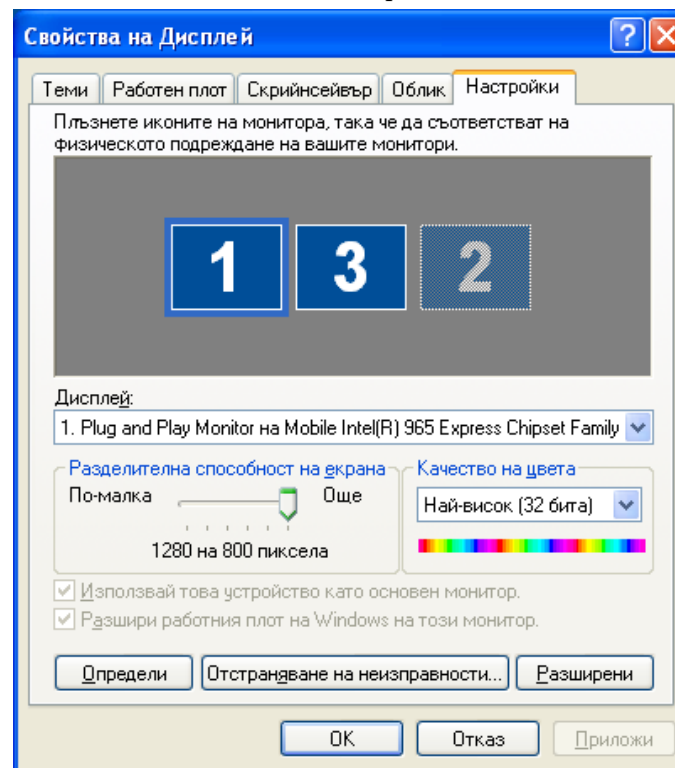 Свойства на Дисплей
Теми Работен плот Скрийнсейвър Облик Настройки
Плъзнете иконите на монитора, така че да съответстват на
физическото подреждане на вашите монитори.
1 3 2
Дисплей:
1. Plug and Play Monitor на Mobile Intel(R) 965 Express Chipset Family
Разделителна способност на екрана Качество на цвета
По-малка Още
Най-висок (32 бита)
1280 на 800 пиксела
Използвай това устройство като основен монитор.
Разшири работния плот на Windows на този монитор.
Определи Отстраняване на неизправности... Разширени
OK Отказ Приложи